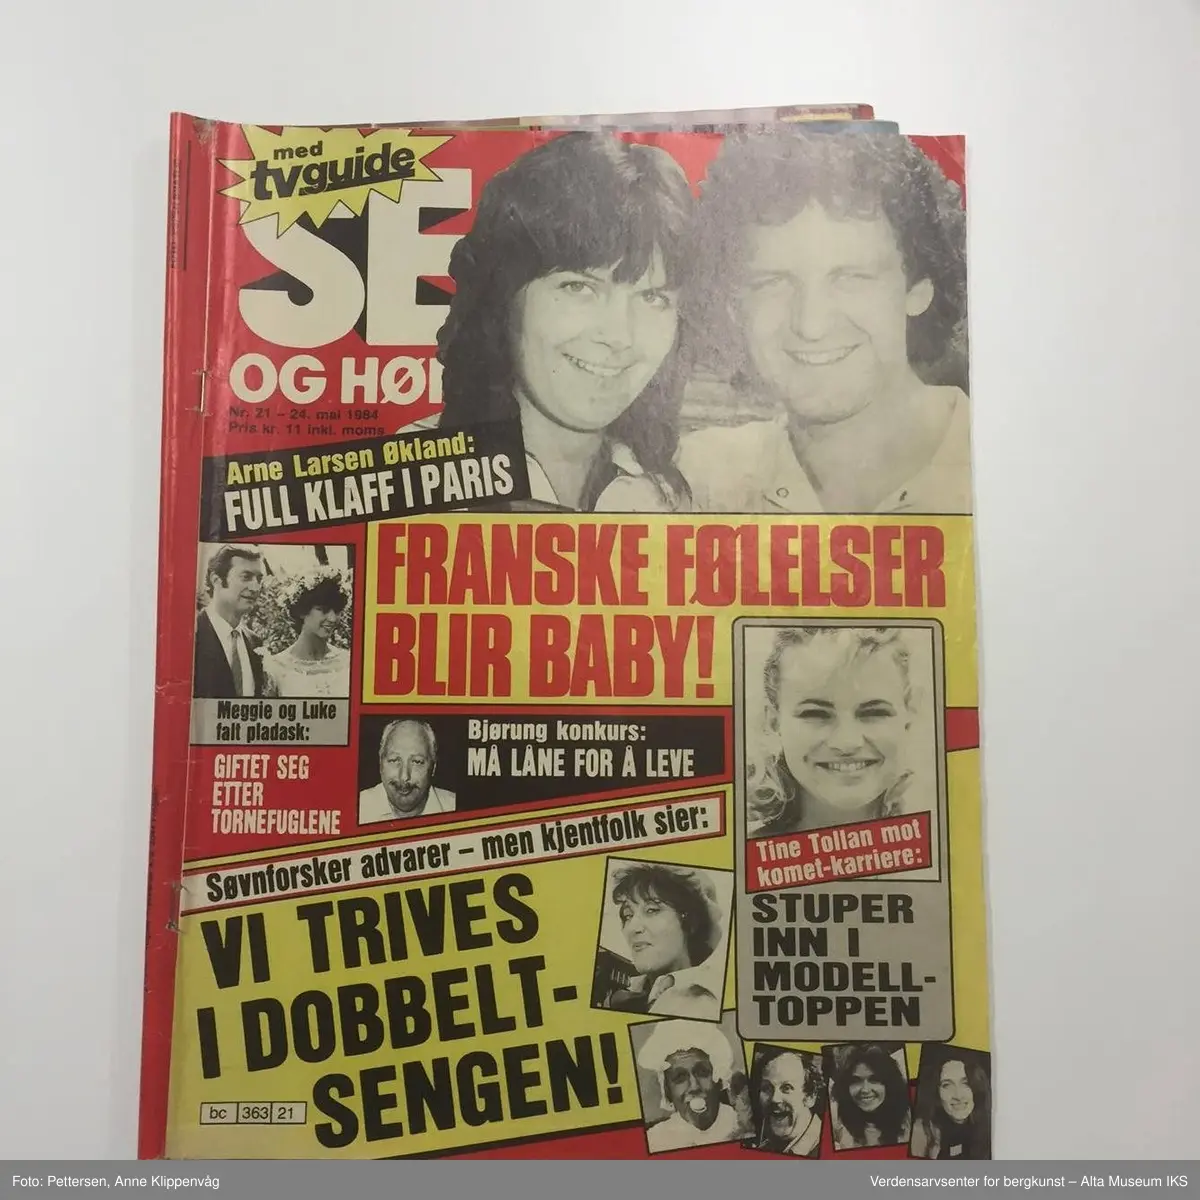 med
tvguide
SE
OG HØR
Nr. 21 – 24. mai 1984
Pris kr. 11 inkl. moms
Arne Larsen Økland:
FULL KLAFF I PARIS
FRANSKE FØLELSER
BLIR BABY!
Meggie og Luke
falt pladask:
GIFTET SEG
ETTER
TORNEFUGLENE
Bjørung konkurs:
MÅ LÅNE FOR Å LEVE
Tine Tollan mot
komet-karriere:
STUPER
INN I
MODELL-
TOPPEN
Søvnforsker advarer – men kjentfolk sier:
VI TRIVES
I DOBBELT-
SENGEN!
bc 363 21
Foto: Pettersen, Anne Klippenvåg
Verdensarvsenter for bergkunst – Alta Museum IKS